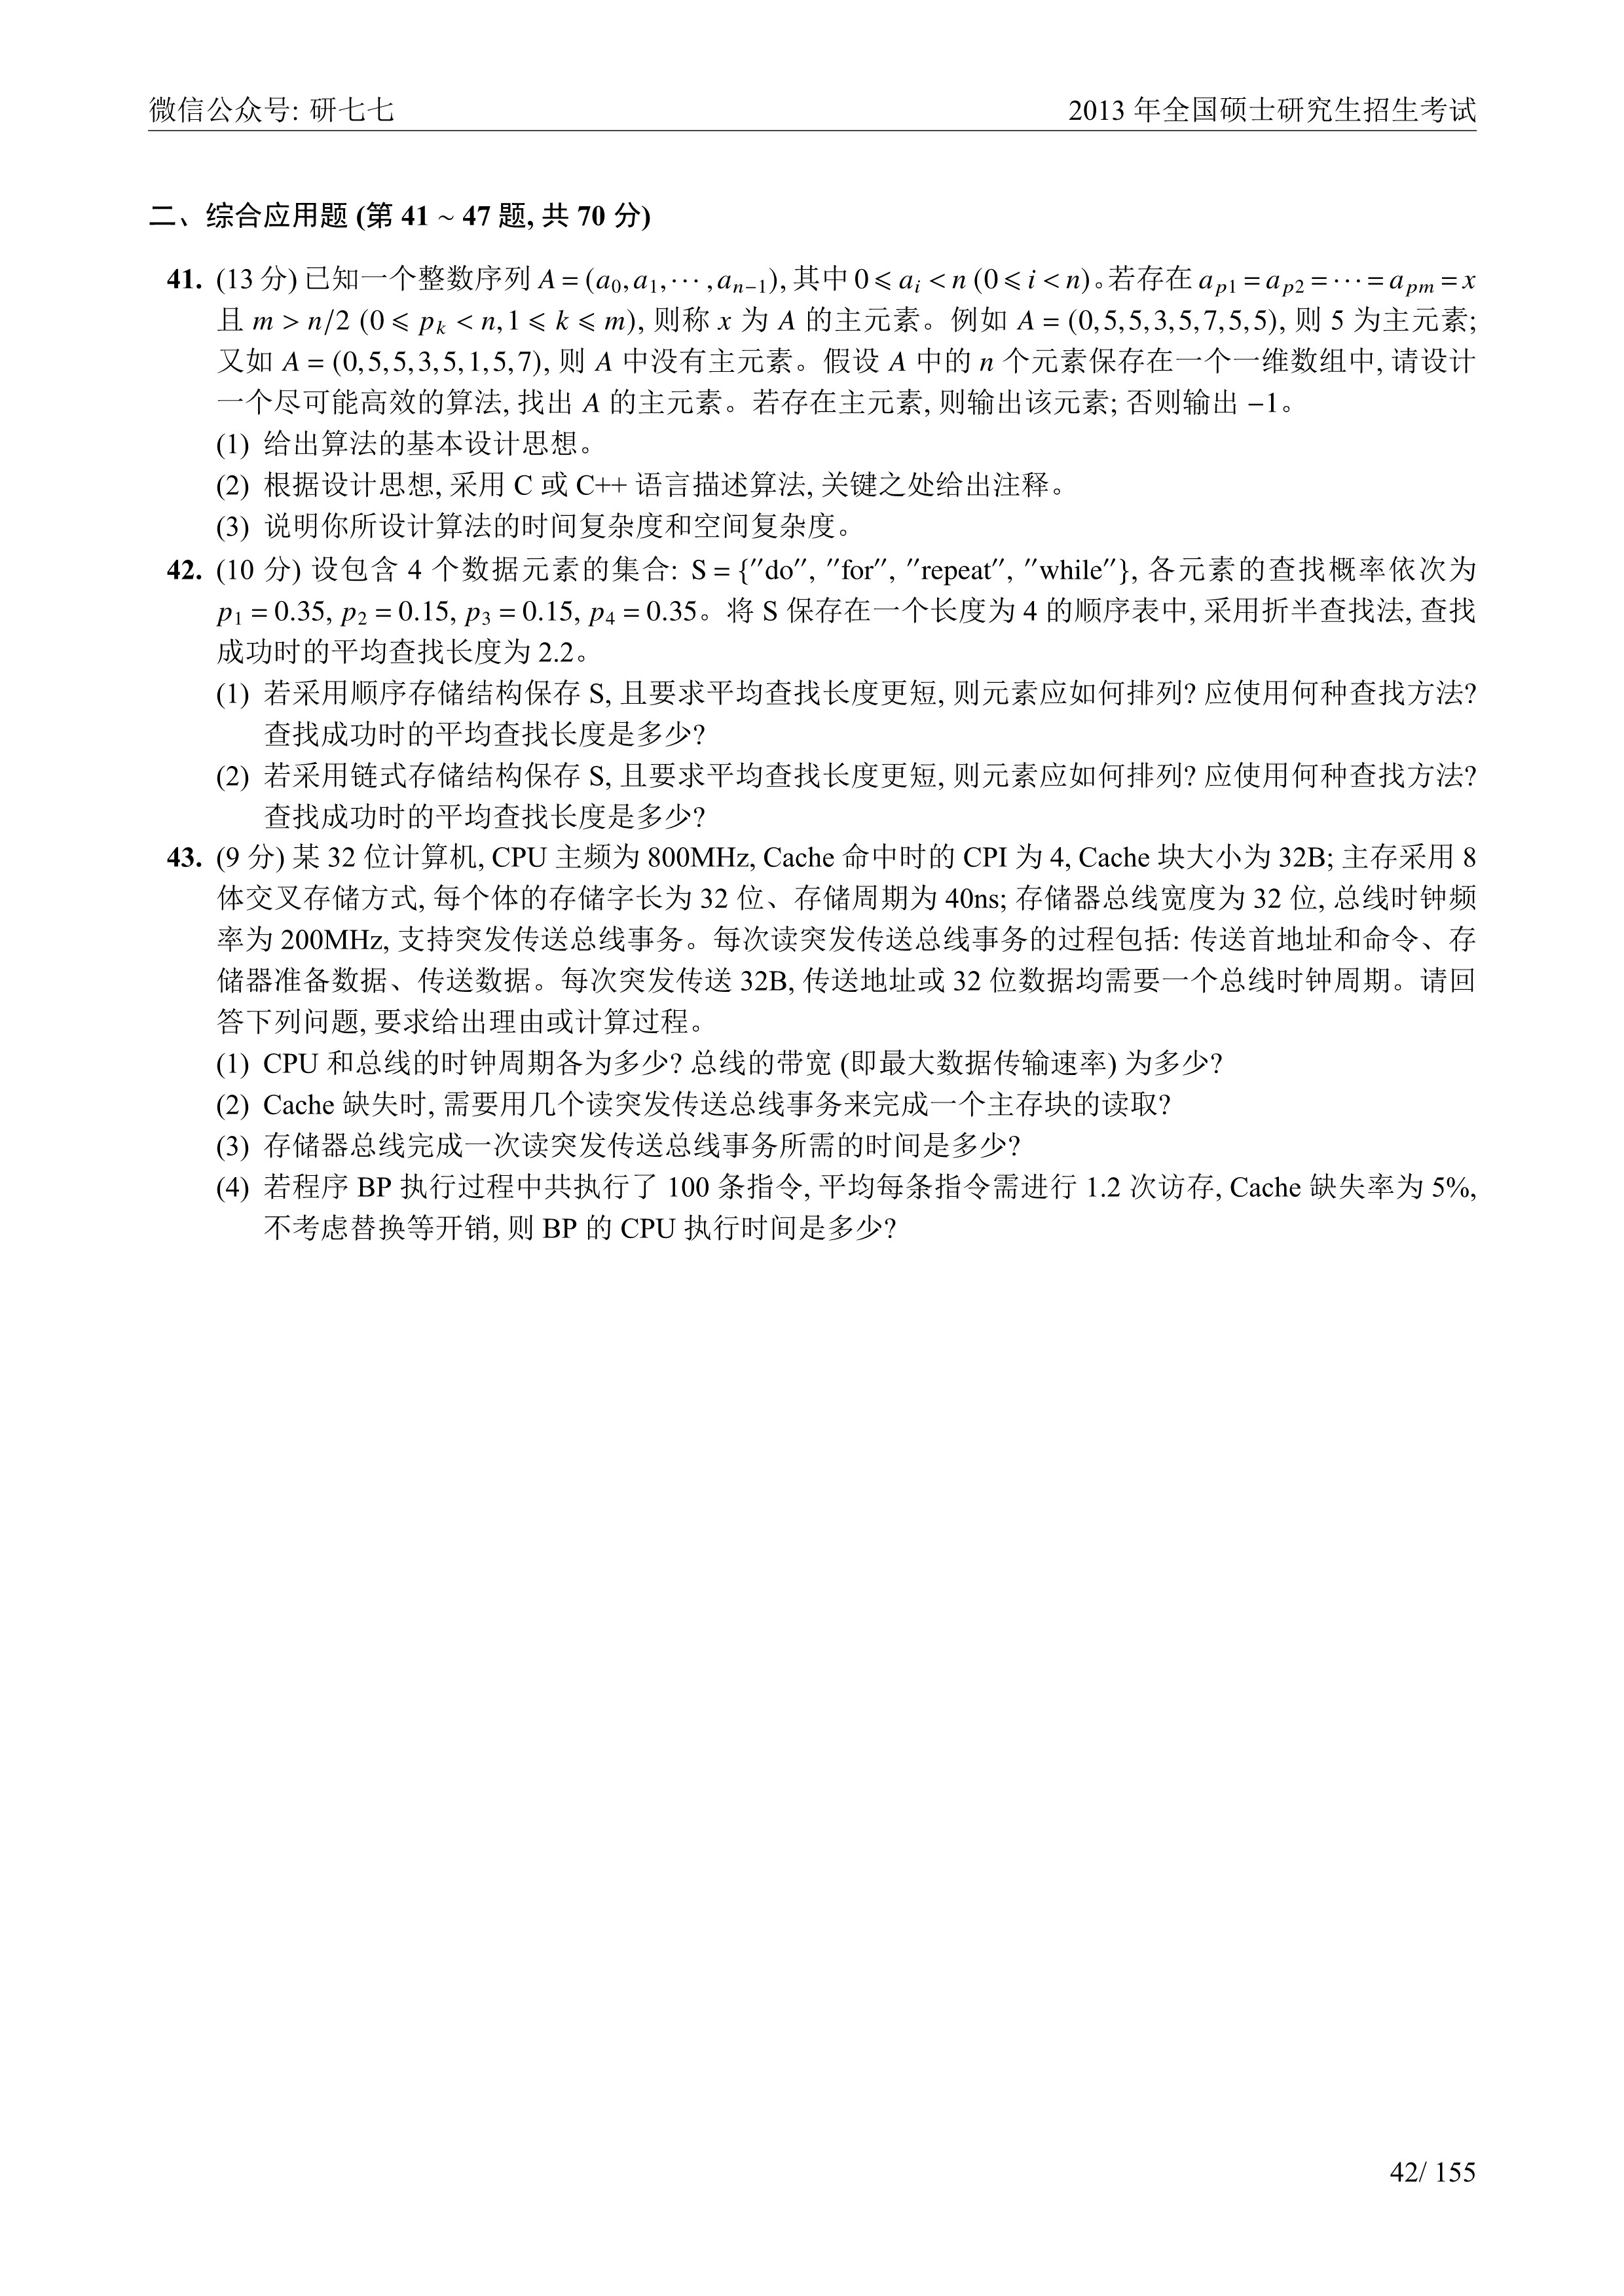 微信公众号: 研七七
2013 年全国硕士研究生招生考试
二、综合应用题 (第 41 ~ 47 题, 共 70 分)
41. (13 分) 已知一个整数序列 A = (a₀,a₁,⋯,aₙ₋₁), 其中 0 ⩽ aᵢ < n (0 ⩽ i < n)。若存在 aₚ₁ = aₚ₂ = ⋯ = aₚₘ = x
且 m > n/2 (0 ⩽ pₖ < n,1 ⩽ k ⩽ m), 则称 x 为 A 的主元素。例如 A = (0,5,5,3,5,7,5,5), 则 5 为主元素;
又如 A = (0,5,5,3,5,1,5,7), 则 A 中没有主元素。假设 A 中的 n 个元素保存在一个一维数组中, 请设计
一个尽可能高效的算法, 找出 A 的主元素。若存在主元素, 则输出该元素; 否则输出 −1。
(1) 给出算法的基本设计思想。
(2) 根据设计思想, 采用 C 或 C++ 语言描述算法, 关键之处给出注释。
(3) 说明你所设计算法的时间复杂度和空间复杂度。
42. (10 分) 设包含 4 个数据元素的集合: S = {″do″, ″for″, ″repeat″, ″while″}, 各元素的查找概率依次为
p₁ = 0.35, p₂ = 0.15, p₃ = 0.15, p₄ = 0.35。将 S 保存在一个长度为 4 的顺序表中, 采用折半查找法, 查找
成功时的平均查找长度为 2.2。
(1) 若采用顺序存储结构保存 S, 且要求平均查找长度更短, 则元素应如何排列? 应使用何种查找方法?
查找成功时的平均查找长度是多少?
(2) 若采用链式存储结构保存 S, 且要求平均查找长度更短, 则元素应如何排列? 应使用何种查找方法?
查找成功时的平均查找长度是多少?
43. (9 分) 某 32 位计算机, CPU 主频为 800MHz, Cache 命中时的 CPI 为 4, Cache 块大小为 32B; 主存采用 8
体交叉存储方式, 每个体的存储字长为 32 位、存储周期为 40ns; 存储器总线宽度为 32 位, 总线时钟频
率为 200MHz, 支持突发传送总线事务。每次读突发传送总线事务的过程包括: 传送首地址和命令、存
储器准备数据、传送数据。每次突发传送 32B, 传送地址或 32 位数据均需要一个总线时钟周期。请回
答下列问题, 要求给出理由或计算过程。
(1) CPU 和总线的时钟周期各为多少? 总线的带宽 (即最大数据传输速率) 为多少?
(2) Cache 缺失时, 需要用几个读突发传送总线事务来完成一个主存块的读取?
(3) 存储器总线完成一次读突发传送总线事务所需的时间是多少?
(4) 若程序 BP 执行过程中共执行了 100 条指令, 平均每条指令需进行 1.2 次访存, Cache 缺失率为 5%,
不考虑替换等开销, 则 BP 的 CPU 执行时间是多少?
42/ 155